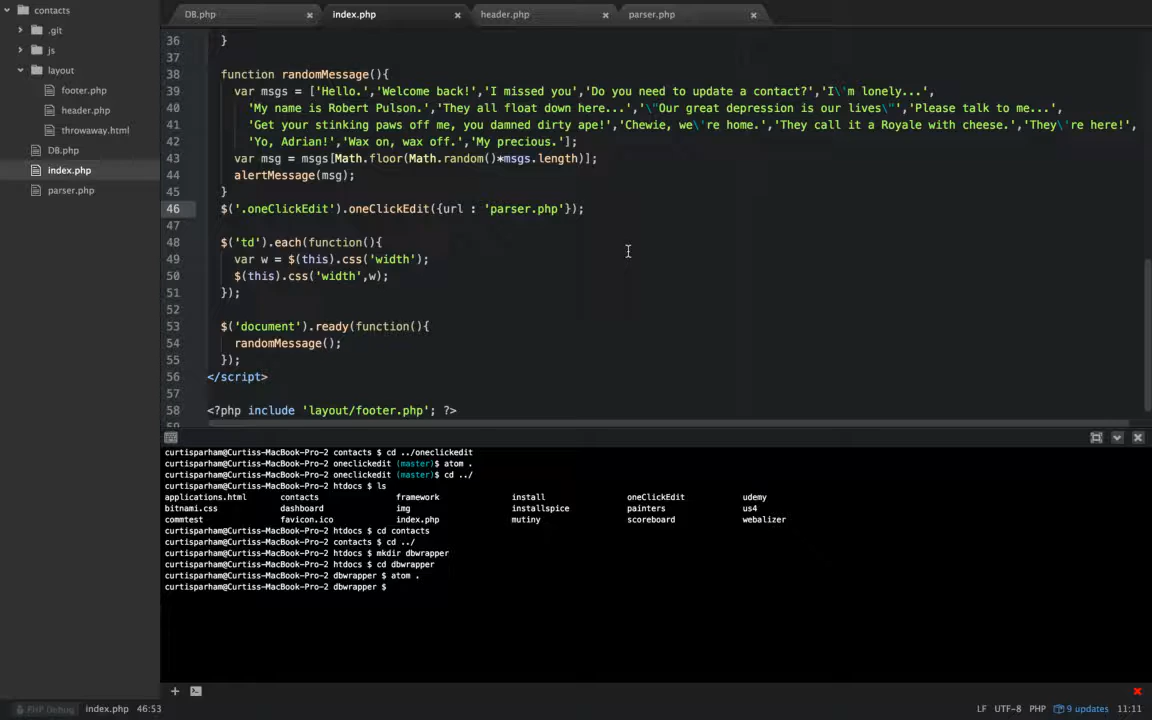 contacts
.git
js
layout
footer.php
header.php
throwaway.html
DB.php
index.php
parser.php
DB.php
index.php
header.php
parser.php
36 }
37
38 function randomMessage(){
39 var msgs = ['Hello.','Welcome back!','I missed you','Do you need to update a contact?','I\'m lonely...',
40 'My name is Robert Pulson.','They all float down here...','\"Our great depression is our lives\"','Please talk to me...',
41 'Get your stinking paws off me, you damned dirty ape!','Chewie, we\'re home.','They call it a Royale with cheese.','They\'re here!',
42 'Yo, Adrian!','Wax on, wax off.','My precious.'];
43 var msg = msgs[Math.floor(Math.random()*msgs.length)];
44 alertMessage(msg);
45 }
46 $('.oneClickEdit').oneClickEdit({url : 'parser.php'});
47
48 $('td').each(function(){
49 var w = $(this).css('width');
50 $(this).css('width',w);
51 });
52
53 $('document').ready(function(){
54 randomMessage();
55 });
56 </script>
57
58 <?php include 'layout/footer.php'; ?>
59
curtisparham@Curtiss-MacBook-Pro-2 contacts $ cd ../oneclickedit
curtisparham@Curtiss-MacBook-Pro-2 oneclickedit (master)$ atom .
curtisparham@Curtiss-MacBook-Pro-2 oneclickedit (master)$ cd ../
curtisparham@Curtiss-MacBook-Pro-2 htdocs $ ls
applications.html contacts framework install oneClickEdit udemy
bitnami.css dashboard img installspice painters us4
commtest favicon.ico index.php mutiny scoreboard webalizer
curtisparham@Curtiss-MacBook-Pro-2 htdocs $ cd contacts
curtisparham@Curtiss-MacBook-Pro-2 contacts $ cd ../
curtisparham@Curtiss-MacBook-Pro-2 htdocs $ mkdir dbwrapper
curtisparham@Curtiss-MacBook-Pro-2 htdocs $ cd dbwrapper
curtisparham@Curtiss-MacBook-Pro-2 dbwrapper $ atom .
curtisparham@Curtiss-MacBook-Pro-2 dbwrapper $
PHP Debug index.php 46:53 LF UTF-8 PHP 9 updates 11:11